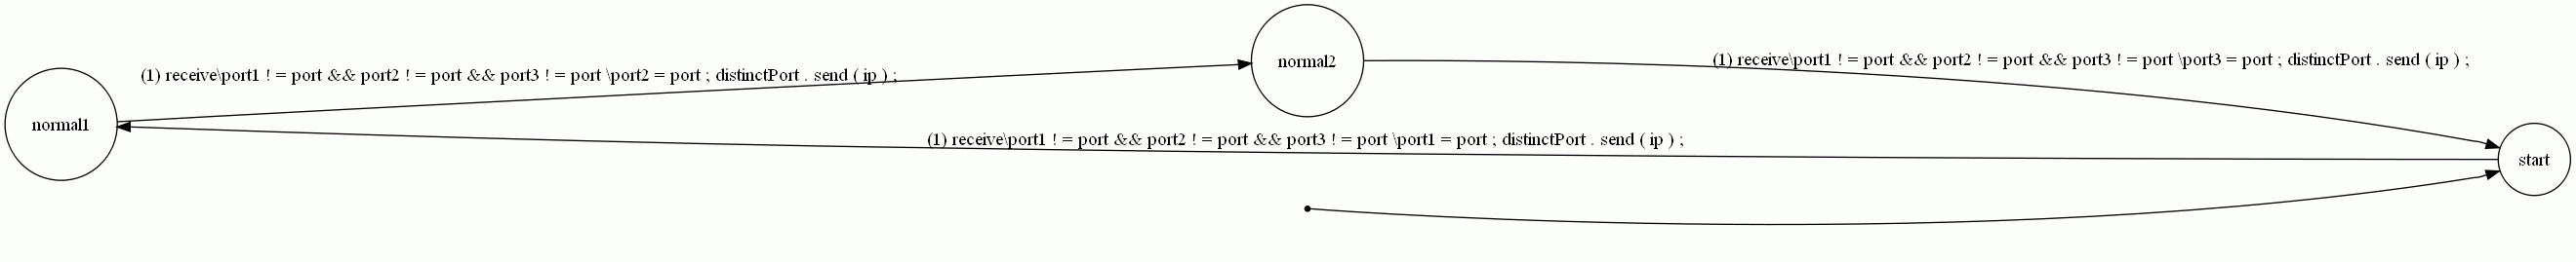 normal2
(1) receive\port1 ! = port && port2 ! = port && port3 ! = port \port3 = port ; distinctPort . send ( ip ) ;
(1) receive\port1 ! = port && port2 ! = port && port3 ! = port \port2 = port ; distinctPort . send ( ip ) ;
normal1
(1) receive\port1 ! = port && port2 ! = port && port3 ! = port \port1 = port ; distinctPort . send ( ip ) ;
start